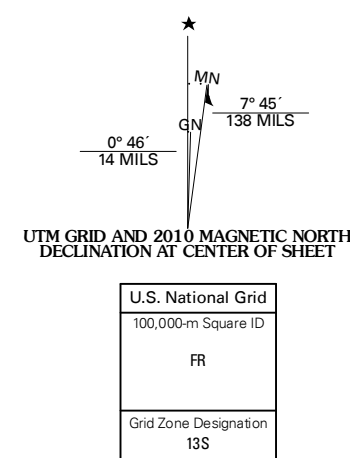 MN
7° 45´
138 MILS
GN
0° 46´
14 MILS
UTM GRID AND 2010 MAGNETIC NORTH
DECLINATION AT CENTER OF SHEET
U.S. National Grid
100,000-m Square ID
FR
Grid Zone Designation
13S